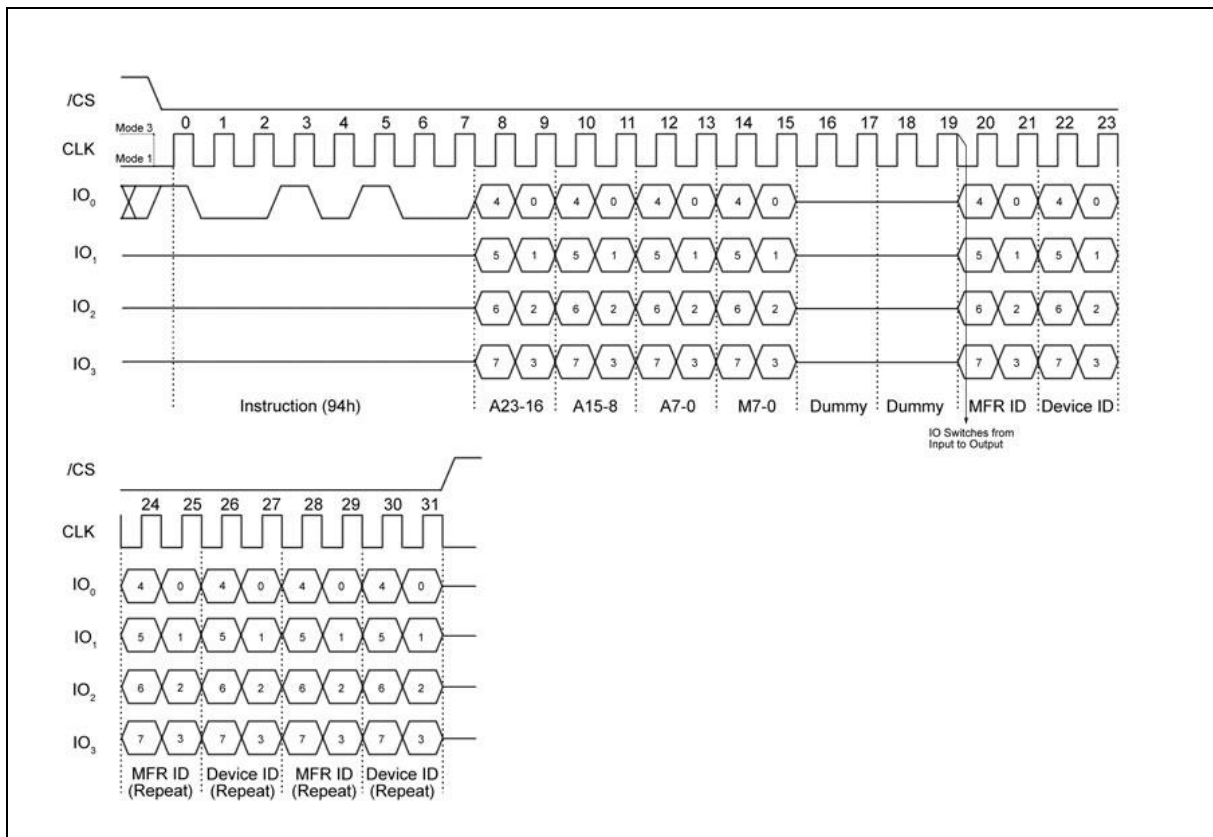 /CS
0 1 2 3 4 5 6 7 8 9 10 11 12 13 14 15 16 17 18 19 20 21 22 23
Mode 3
CLK
Mode 1
IO0 4 0 4 0 4 0 4 0 4 0 4 0
IO1 5 1 5 1 5 1 5 1 5 1 5 1
IO2 6 2 6 2 6 2 6 2 6 2 6 2
IO3 7 3 7 3 7 3 7 3 7 3 7 3
Instruction (94h) A23-16 A15-8 A7-0 M7-0 Dummy Dummy MFR ID Device ID
IO Switches from
Input to Output
/CS
24 25 26 27 28 29 30 31
CLK
IO0 4 0 4 0 4 0 4 0
IO1 5 1 5 1 5 1 5 1
IO2 6 2 6 2 6 2 6 2
IO3 7 3 7 3 7 3 7 3
MFR ID Device ID MFR ID Device ID
(Repeat) (Repeat) (Repeat) (Repeat)